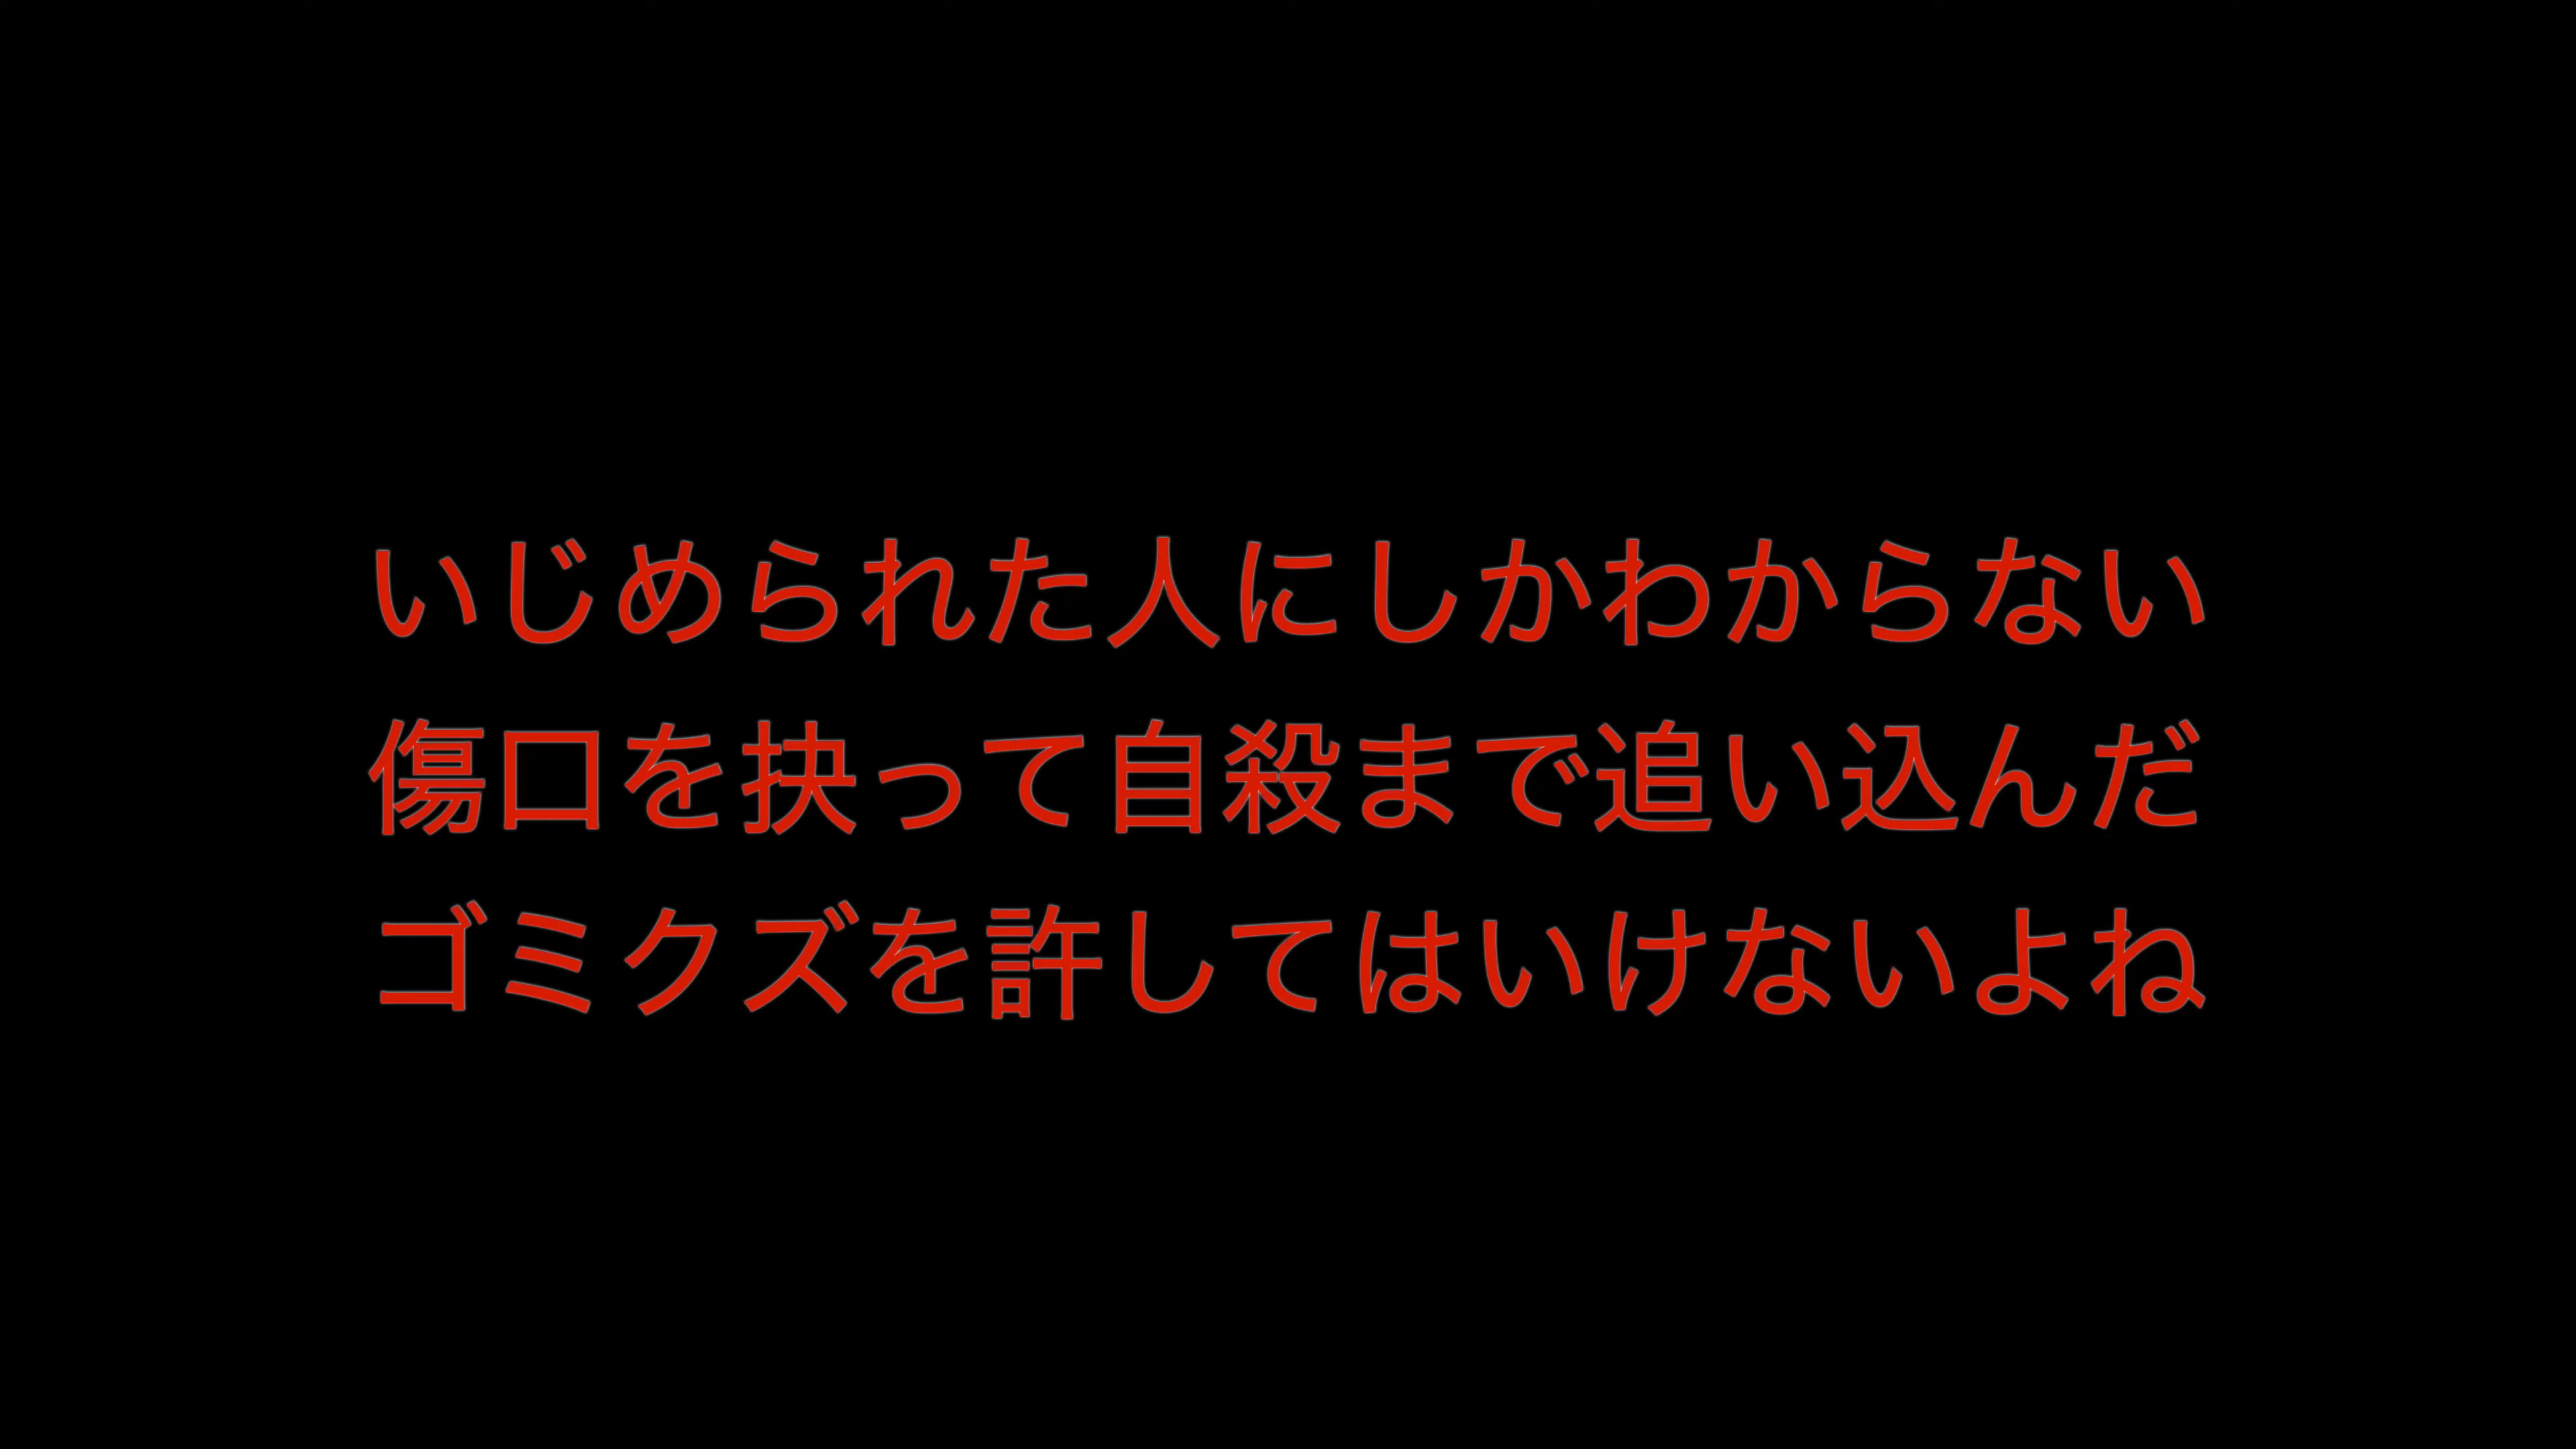 いじめられた人にしかわからない
傷口を抉って自殺まで追い込んだ
ゴミクズを許してはいけないよね